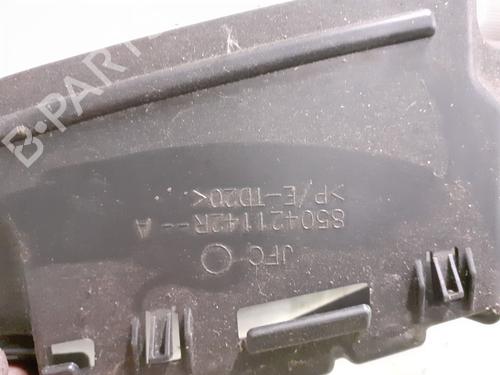 JFC
850421142R--A
>P/E-TD20<
B-PARTS